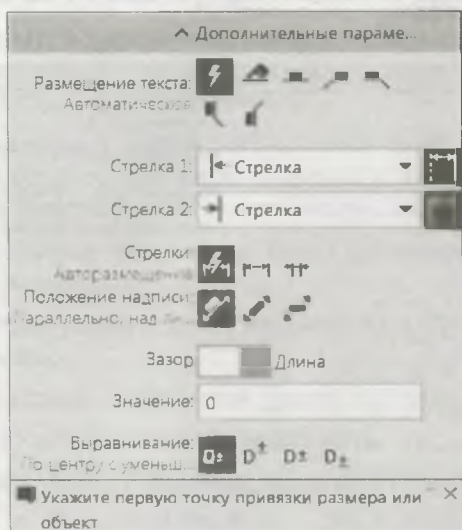 Дополнительные параме...
Размещение текста:
Автоматическое
Стрелка 1: Стрелка
Стрелка 2: Стрелка
Стрелки:
Авторазмещение
Положение надписи:
Параллельно, над ли...
Зазор Длина
Значение: 0
Выравнивание:
По центру с уменьш...
Укажите первую точку привязки размера или
объект